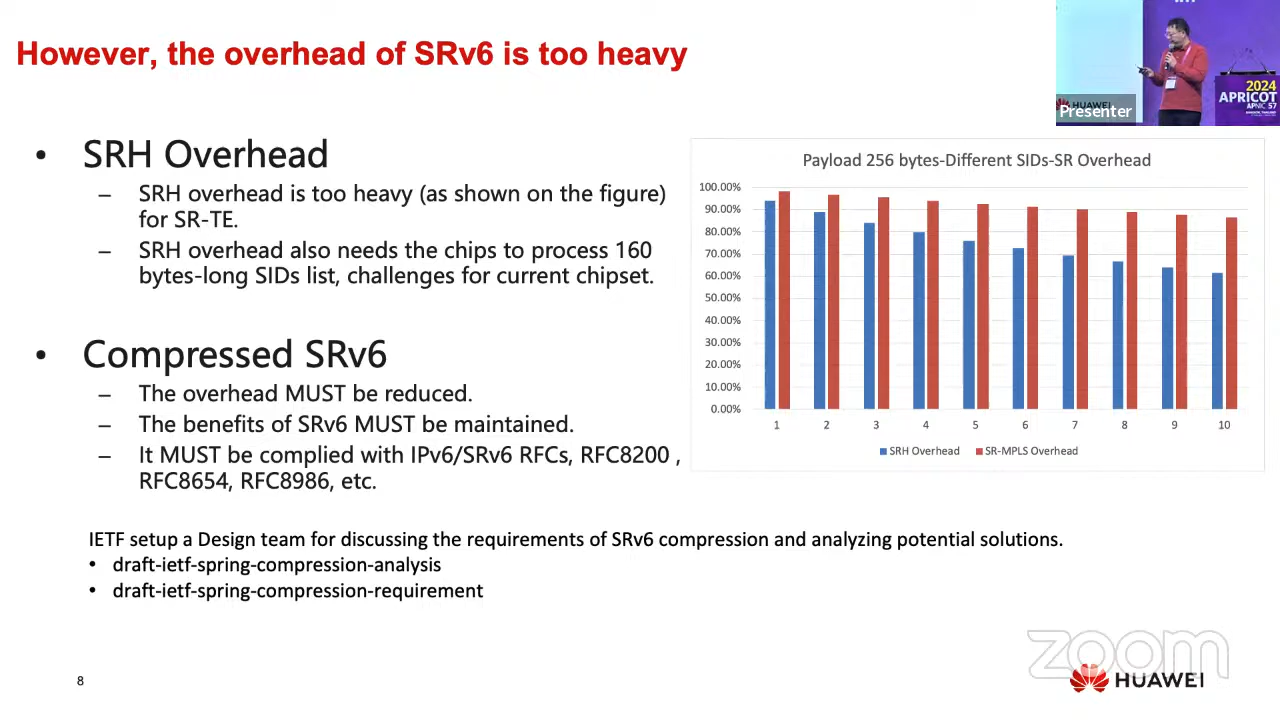 However, the overhead of SRv6 is too heavy
HUAWEI
Presenter
2024
APRICOT
APNIC 57
• SRH Overhead
– SRH overhead is too heavy (as shown on the figure)
for SR-TE.
– SRH overhead also needs the chips to process 160
bytes-long SIDs list, challenges for current chipset.
• Compressed SRv6
– The overhead MUST be reduced.
– The benefits of SRv6 MUST be maintained.
– It MUST be complied with IPv6/SRv6 RFCs, RFC8200 ,
RFC8654, RFC8986, etc.
Payload 256 bytes-Different SIDs-SR Overhead
100.00%
90.00%
80.00%
70.00%
60.00%
50.00%
40.00%
30.00%
20.00%
10.00%
0.00%
1 2 3 4 5 6 7 8 9 10
SRH Overhead SR-MPLS Overhead
IETF setup a Design team for discussing the requirements of SRv6 compression and analyzing potential solutions.
• draft-ietf-spring-compression-analysis
• draft-ietf-spring-compression-requirement
zoom
8
HUAWEI